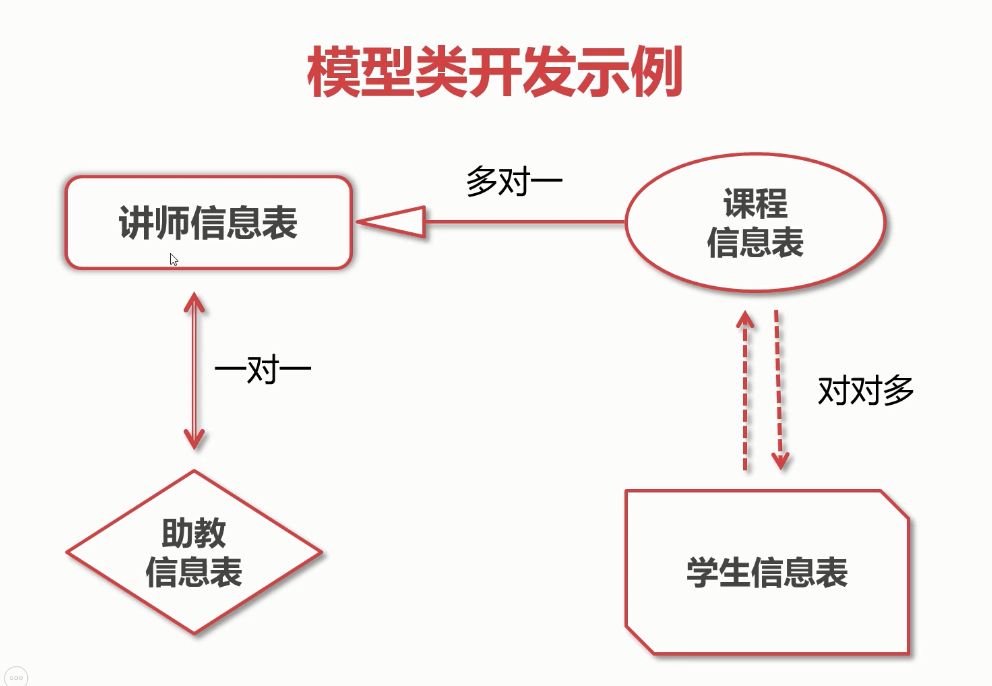 模型类开发示例
多对一
讲师信息表
课程
信息表
一对一
对对多
助教
信息表
学生信息表